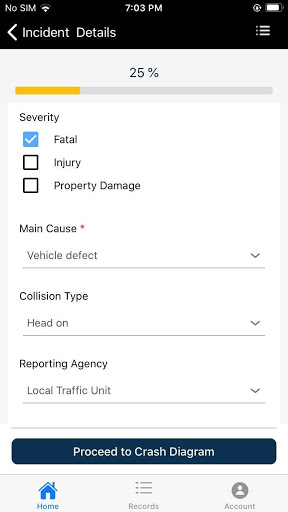 No SIM
7:03 PM
Incident Details
25 %
Severity
Fatal
Injury
Property Damage
Main Cause *
Vehicle defect
Collision Type
Head on
Reporting Agency
Local Traffic Unit
Proceed to Crash Diagram
Home
Records
Account